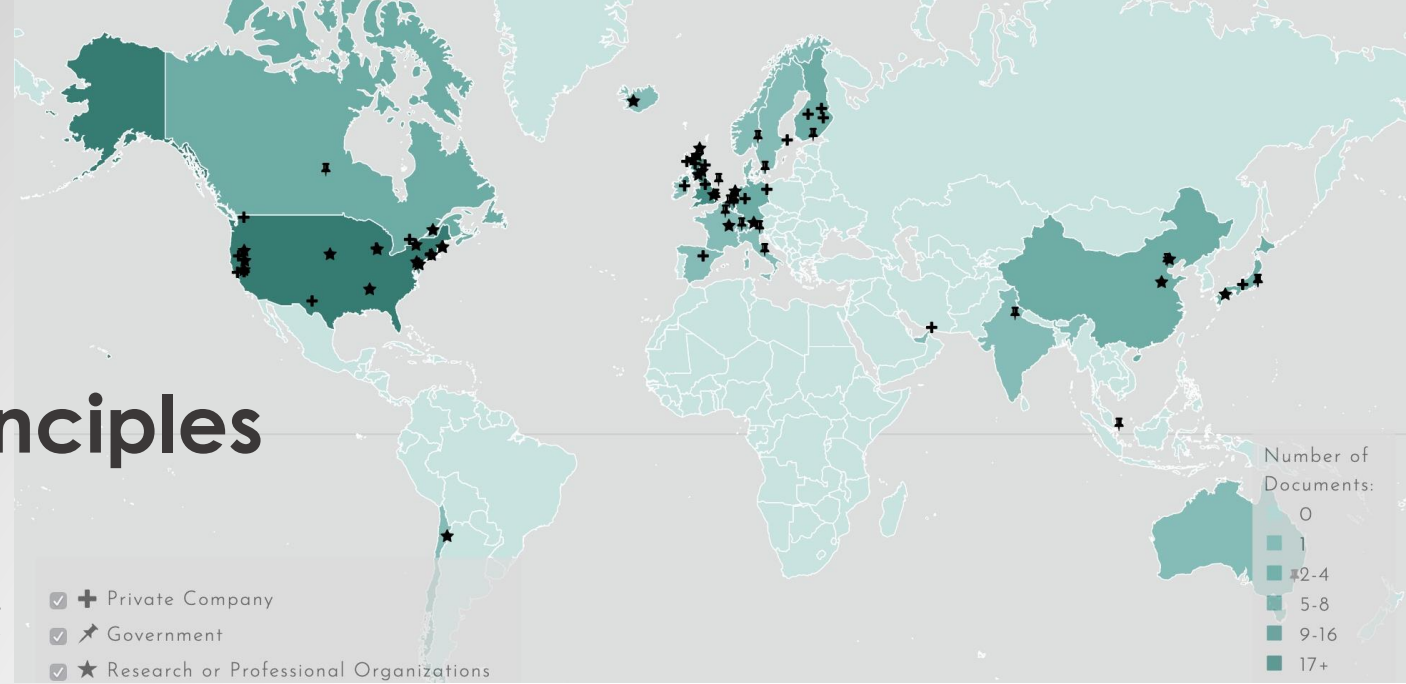 nciples
Private Company
Government
Research or Professional Organizations
Number of
Documents:
0
1
2-4
5-8
9-16
17+